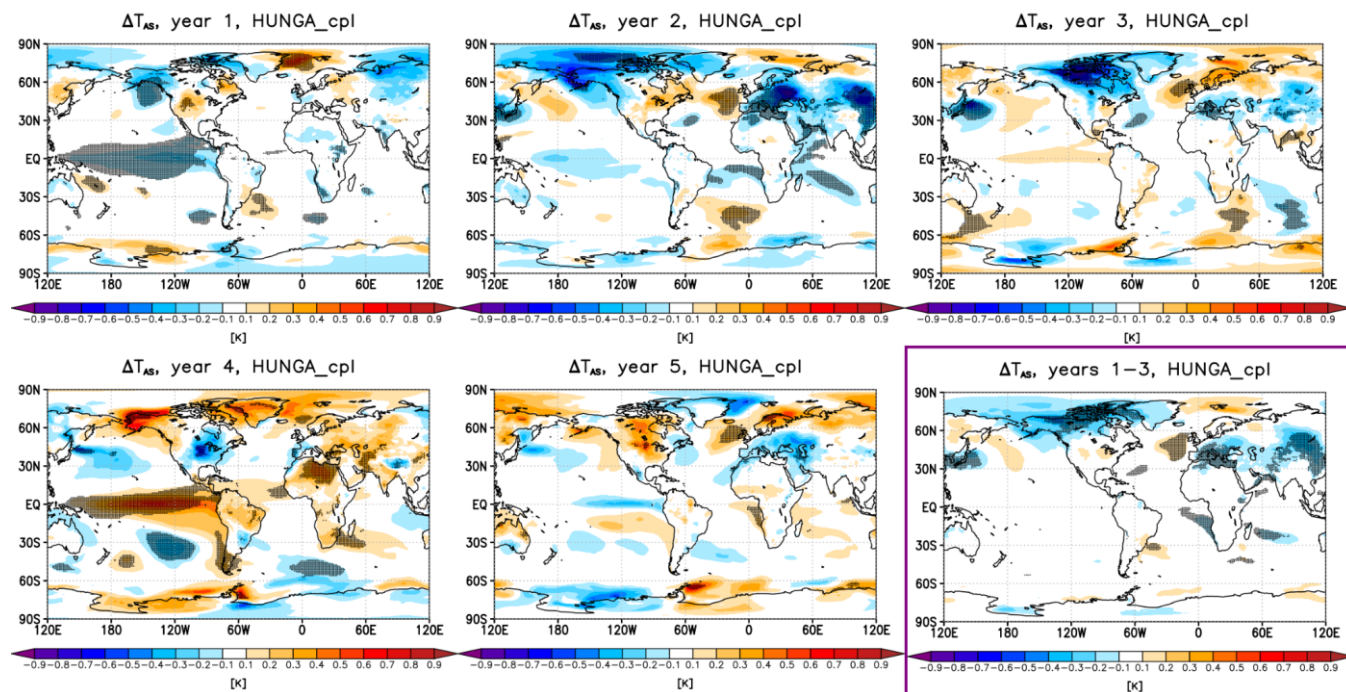 ΔT_AS, year 1, HUNGA_cpl
90N
60N
30N
EQ
30S
60S
90S
120E 180 120W 60W 0 60E 120E
-0.9 -0.8 -0.7 -0.6 -0.5 -0.4 -0.3 -0.2 -0.1 0.1 0.2 0.3 0.4 0.5 0.6 0.7 0.8 0.9
[K]
ΔT_AS, year 2, HUNGA_cpl
90N
60N
30N
EQ
30S
60S
90S
120E 180 120W 60W 0 60E 120E
-0.9 -0.8 -0.7 -0.6 -0.5 -0.4 -0.3 -0.2 -0.1 0.1 0.2 0.3 0.4 0.5 0.6 0.7 0.8 0.9
[K]
ΔT_AS, year 3, HUNGA_cpl
90N
60N
30N
EQ
30S
60S
90S
120E 180 120W 60W 0 60E 120E
-0.9 -0.8 -0.7 -0.6 -0.5 -0.4 -0.3 -0.2 -0.1 0.1 0.2 0.3 0.4 0.5 0.6 0.7 0.8 0.9
[K]
ΔT_AS, year 4, HUNGA_cpl
90N
60N
30N
EQ
30S
60S
90S
120E 180 120W 60W 0 60E 120E
-0.9 -0.8 -0.7 -0.6 -0.5 -0.4 -0.3 -0.2 -0.1 0.1 0.2 0.3 0.4 0.5 0.6 0.7 0.8 0.9
[K]
ΔT_AS, year 5, HUNGA_cpl
90N
60N
30N
EQ
30S
60S
90S
120E 180 120W 60W 0 60E 120E
-0.9 -0.8 -0.7 -0.6 -0.5 -0.4 -0.3 -0.2 -0.1 0.1 0.2 0.3 0.4 0.5 0.6 0.7 0.8 0.9
[K]
ΔT_AS, years 1-3, HUNGA_cpl
90N
60N
30N
EQ
30S
60S
90S
120E 180 120W 60W 0 60E 120E
-0.9 -0.8 -0.7 -0.6 -0.5 -0.4 -0.3 -0.2 -0.1 0.1 0.2 0.3 0.4 0.5 0.6 0.7 0.8 0.9
[K]